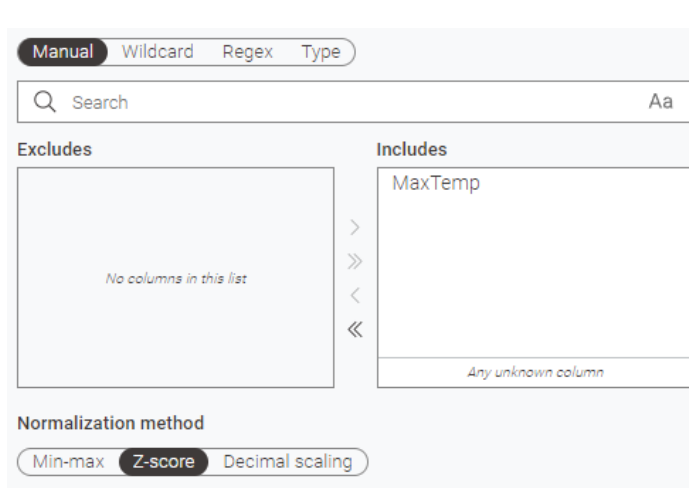 Manual Wildcard Regex Type
Search Aa
Excludes Includes
MaxTemp
No columns in this list
Any unknown column
Normalization method
Min-max Z-score Decimal scaling